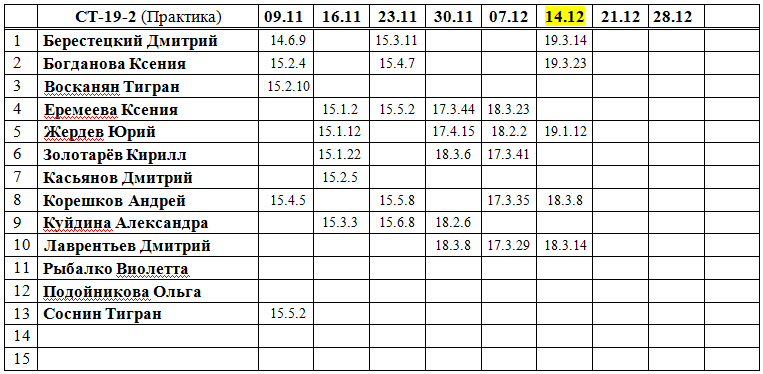 СТ-19-2 (Практика) 09.11 16.11 23.11 30.11 07.12 14.12 21.12 28.12
1 Берестецкий Дмитрий 14.6.9 15.3.11 19.3.14
2 Богданова Ксения 15.2.4 15.4.7 19.3.23
3 Восканян Тигран 15.2.10
4 Еремеева Ксения 15.1.2 15.5.2 17.3.44 18.3.23
5 Жердев Юрий 15.1.12 17.4.15 18.2.2 19.1.12
6 Золотарёв Кирилл 15.1.22 18.3.6 17.3.41
7 Касьянов Дмитрий 15.2.5
8 Корешков Андрей 15.4.5 15.5.8 17.3.35 18.3.8
9 Куйдина Александра 15.3.3 15.6.8 18.2.6
10 Лаврентьев Дмитрий 18.3.8 17.3.29 18.3.14
11 Рыбалко Виолетта
12 Подойникова Ольга
13 Соснин Тигран 15.5.2
14
15